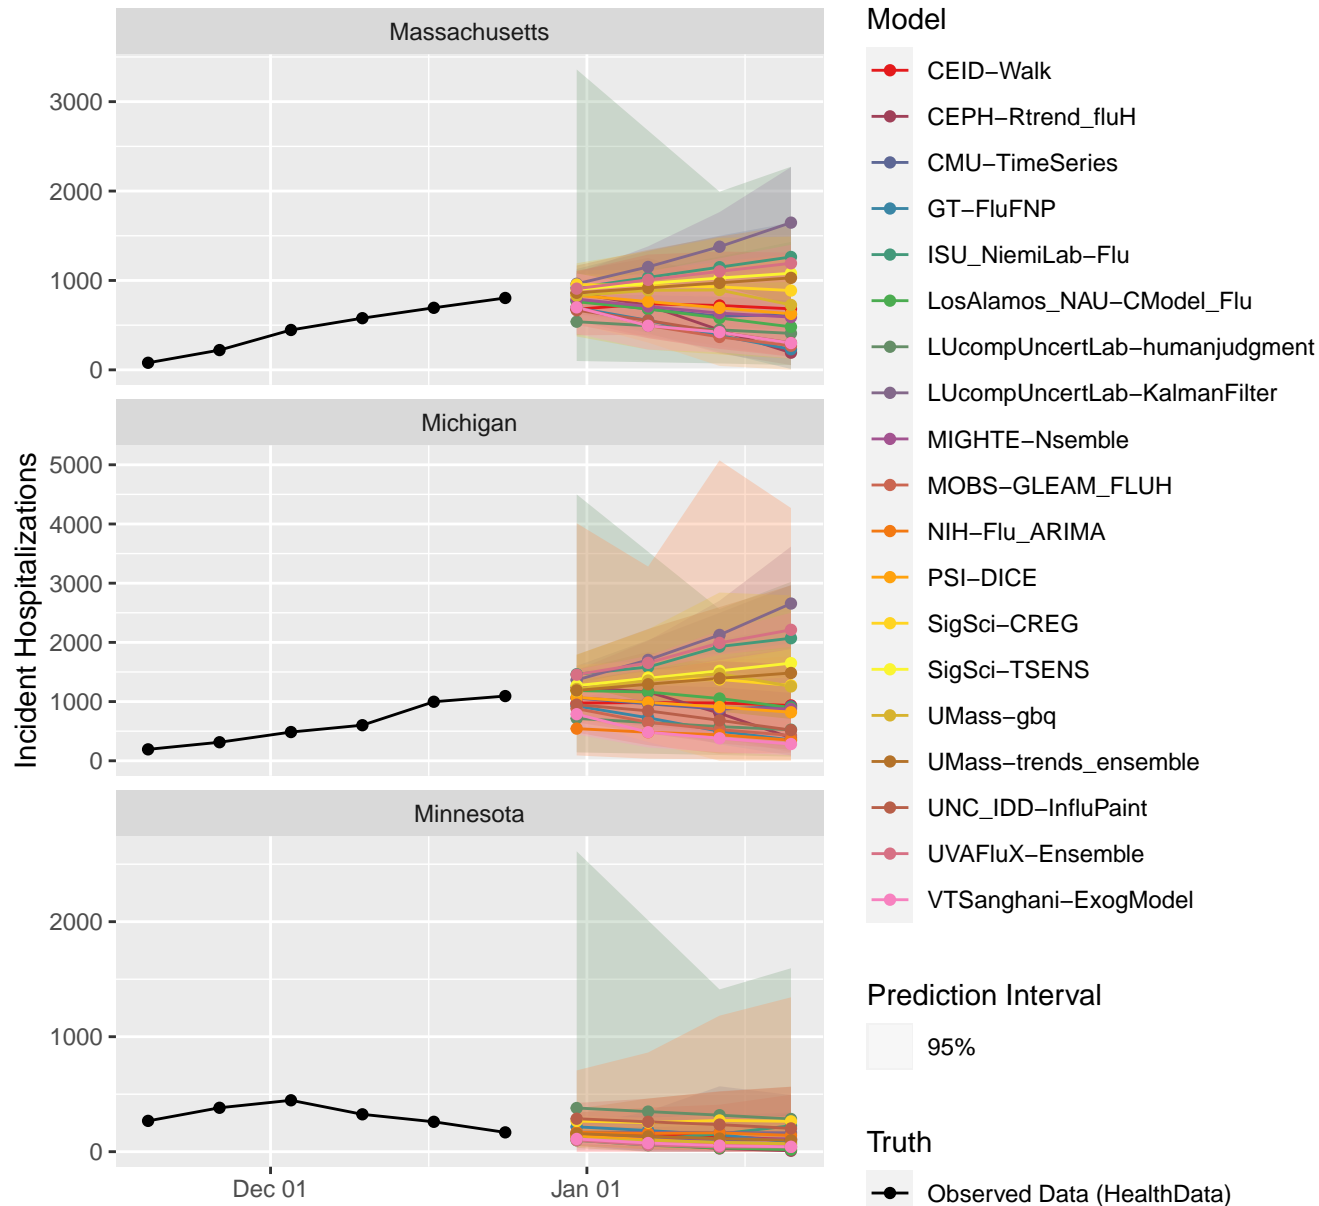 Massachusetts
3000
2000
1000
0
Michigan
5000
4000
3000
2000
1000
0
Minnesota
2000
1000
0
Dec 01
Jan 01
Incident Hospitalizations
Model
CEID−Walk
CEPH−Rtrend_fluH
CMU−TimeSeries
GT−FluFNP
ISU_NiemiLab−Flu
LosAlamos_NAU−CModel_Flu
LUcompUncertLab−humanjudgment
LUcompUncertLab−KalmanFilter
MIGHTE−Nsemble
MOBS−GLEAM_FLUH
NIH−Flu_ARIMA
PSI−DICE
SigSci−CREG
SigSci−TSENS
UMass−gbq
UMass−trends_ensemble
UNC_IDD−InfluPaint
UVAFluX−Ensemble
VTSanghani−ExogModel
Prediction Interval
95%
Truth
Observed Data (HealthData)